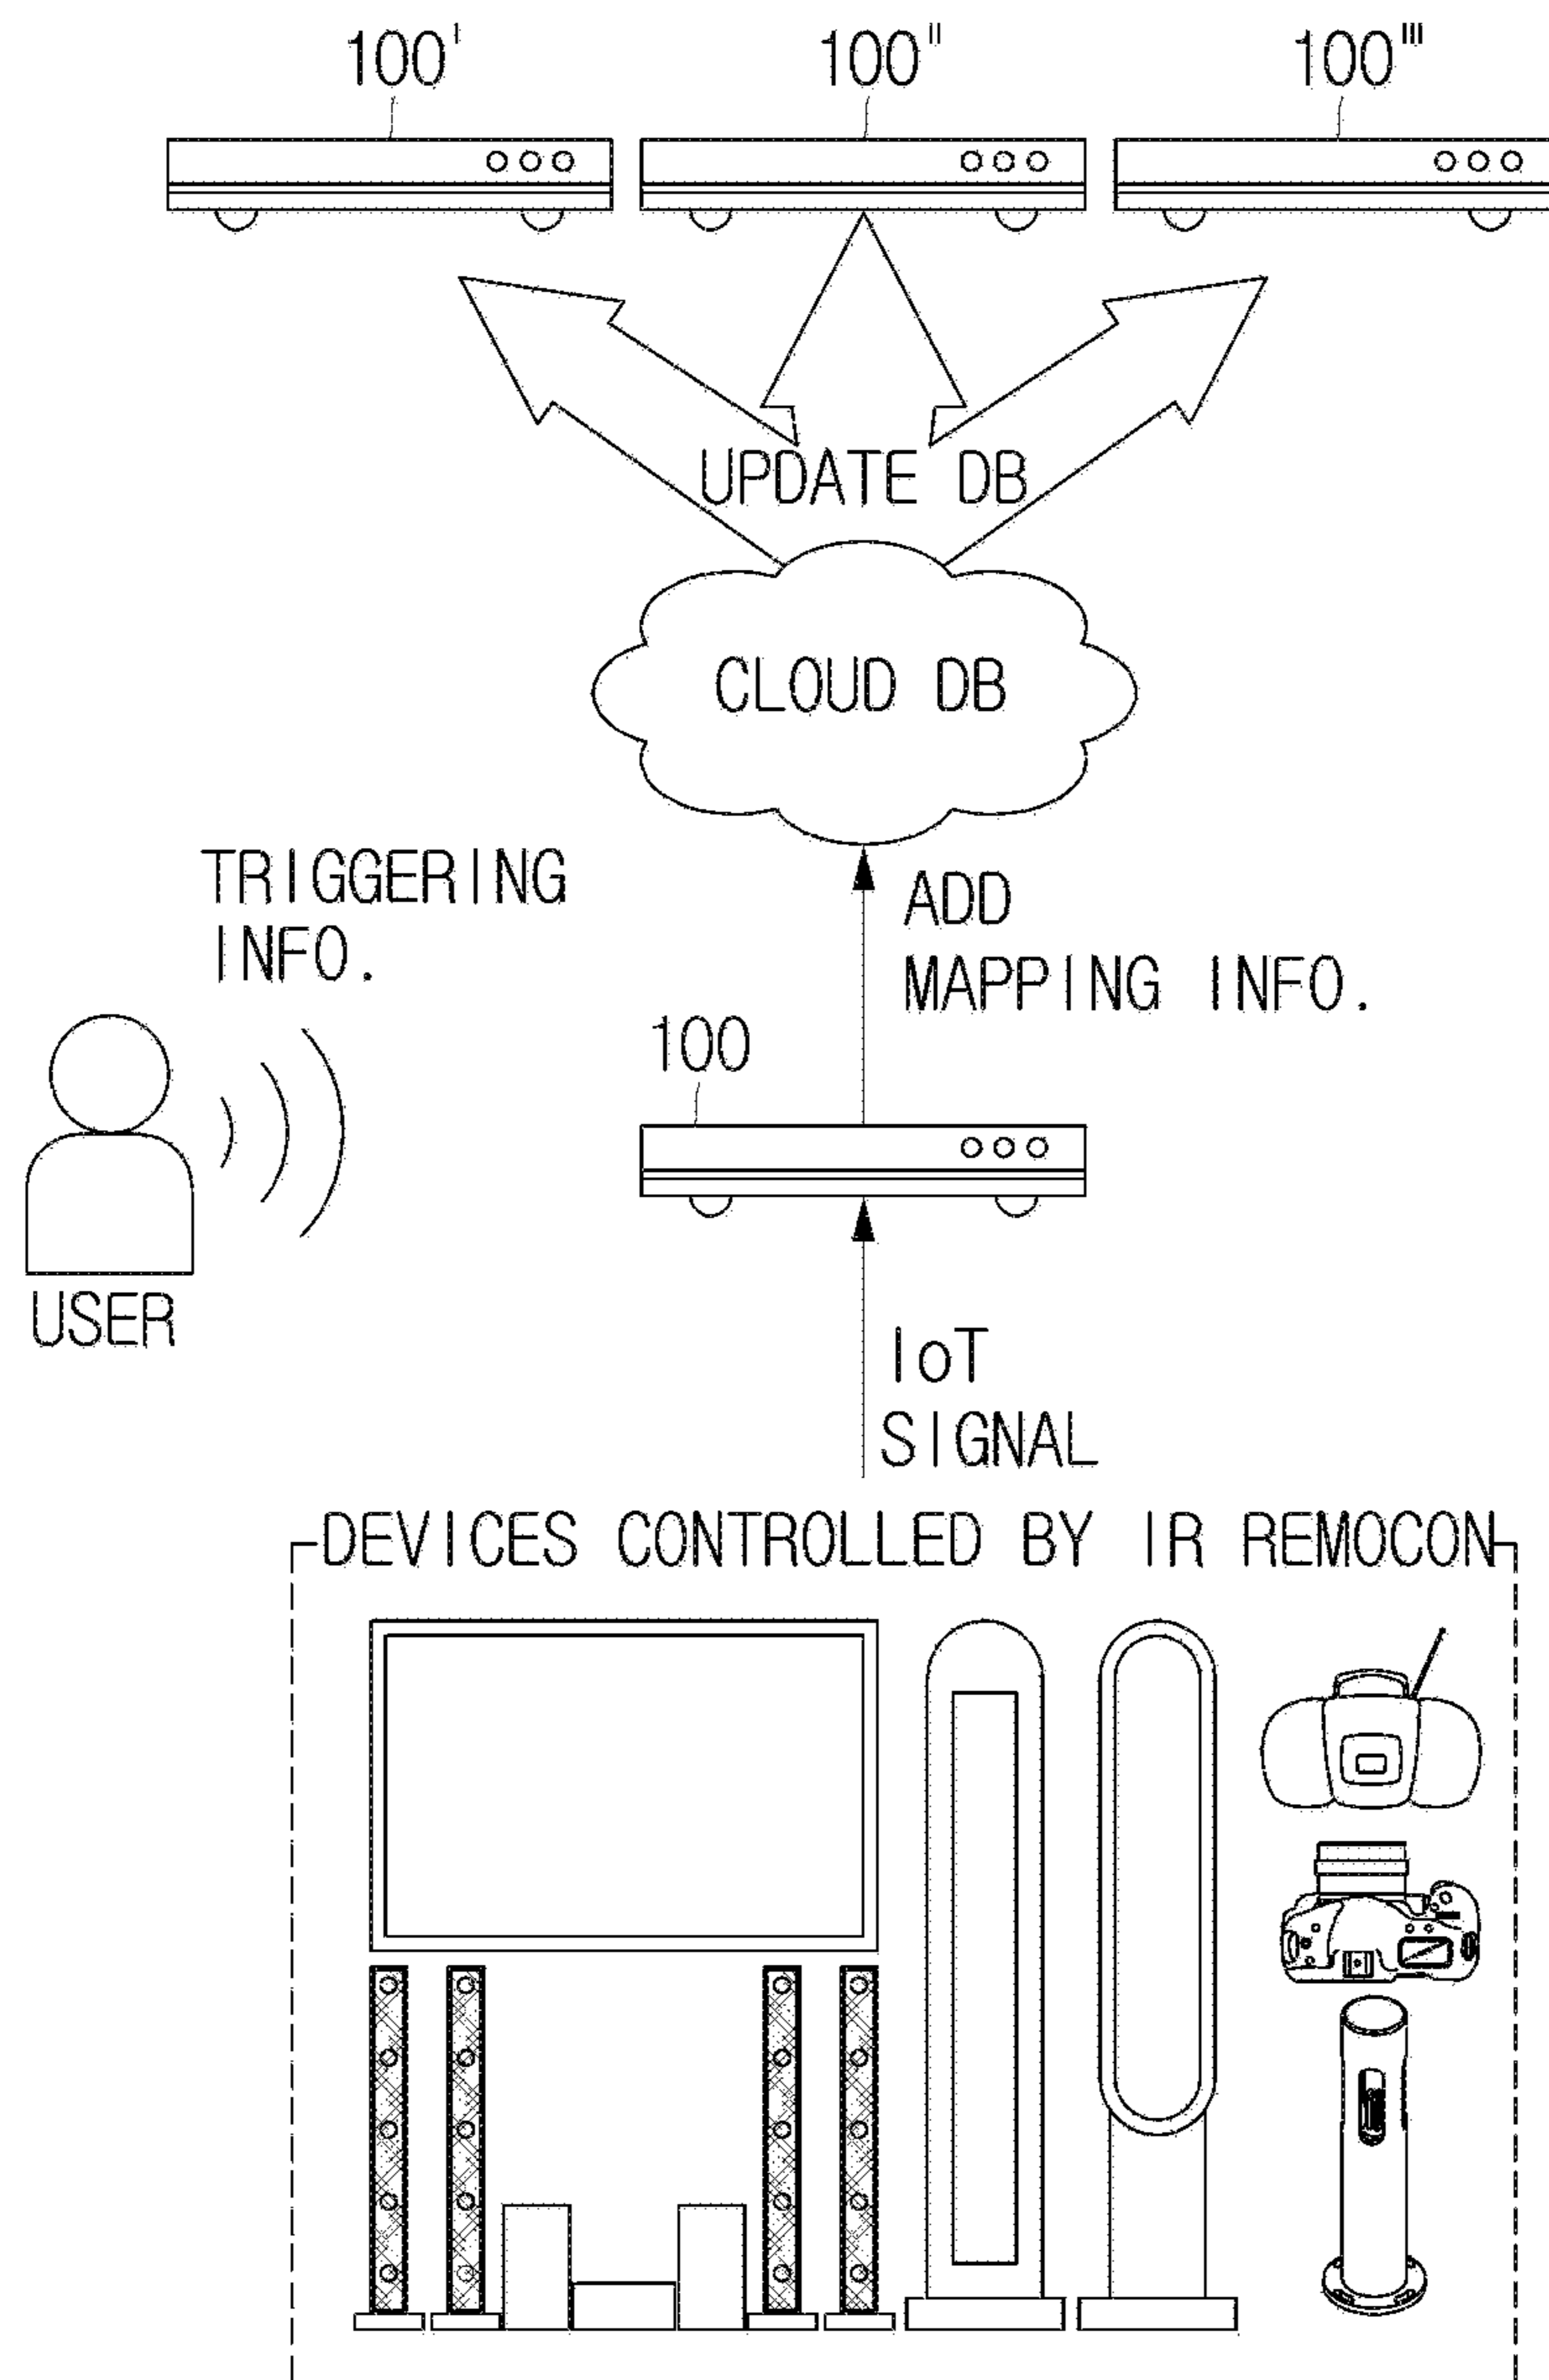 100' 100" 100"'
UPDATE DB
CLOUD DB
TRIGGERING
INFO.
ADD
MAPPING INFO.
100
USER
IoT
SIGNAL
DEVICES CONTROLLED BY IR REMOCON